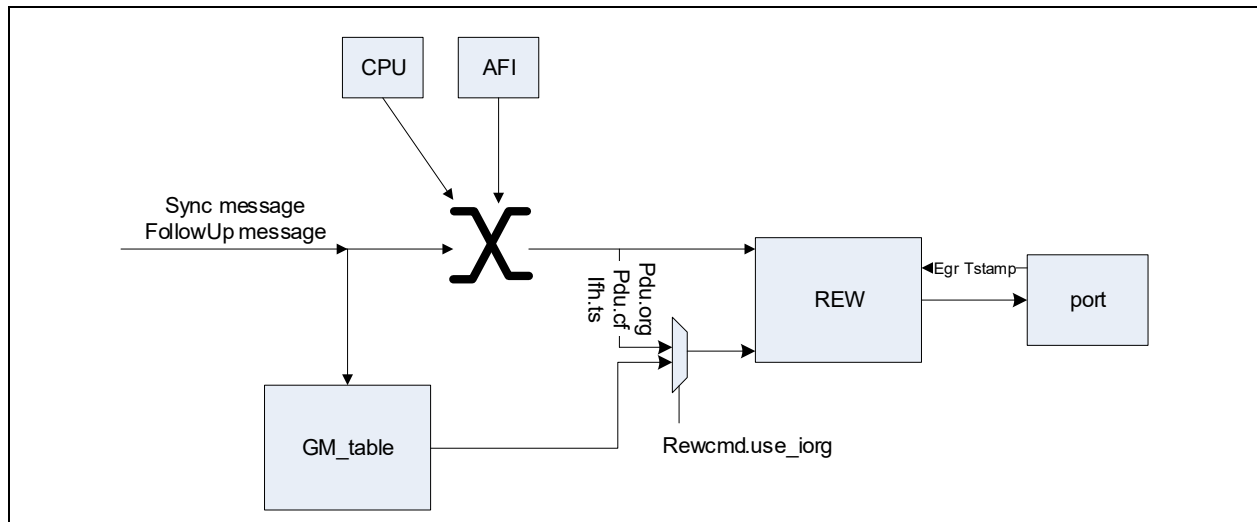 CPU
AFI
Sync message
FollowUp message
Pdu.org
Pdu.cf
Ifh.ts
Egr Tstamp
REW
port
GM_table
Rewcmd.use_iorg